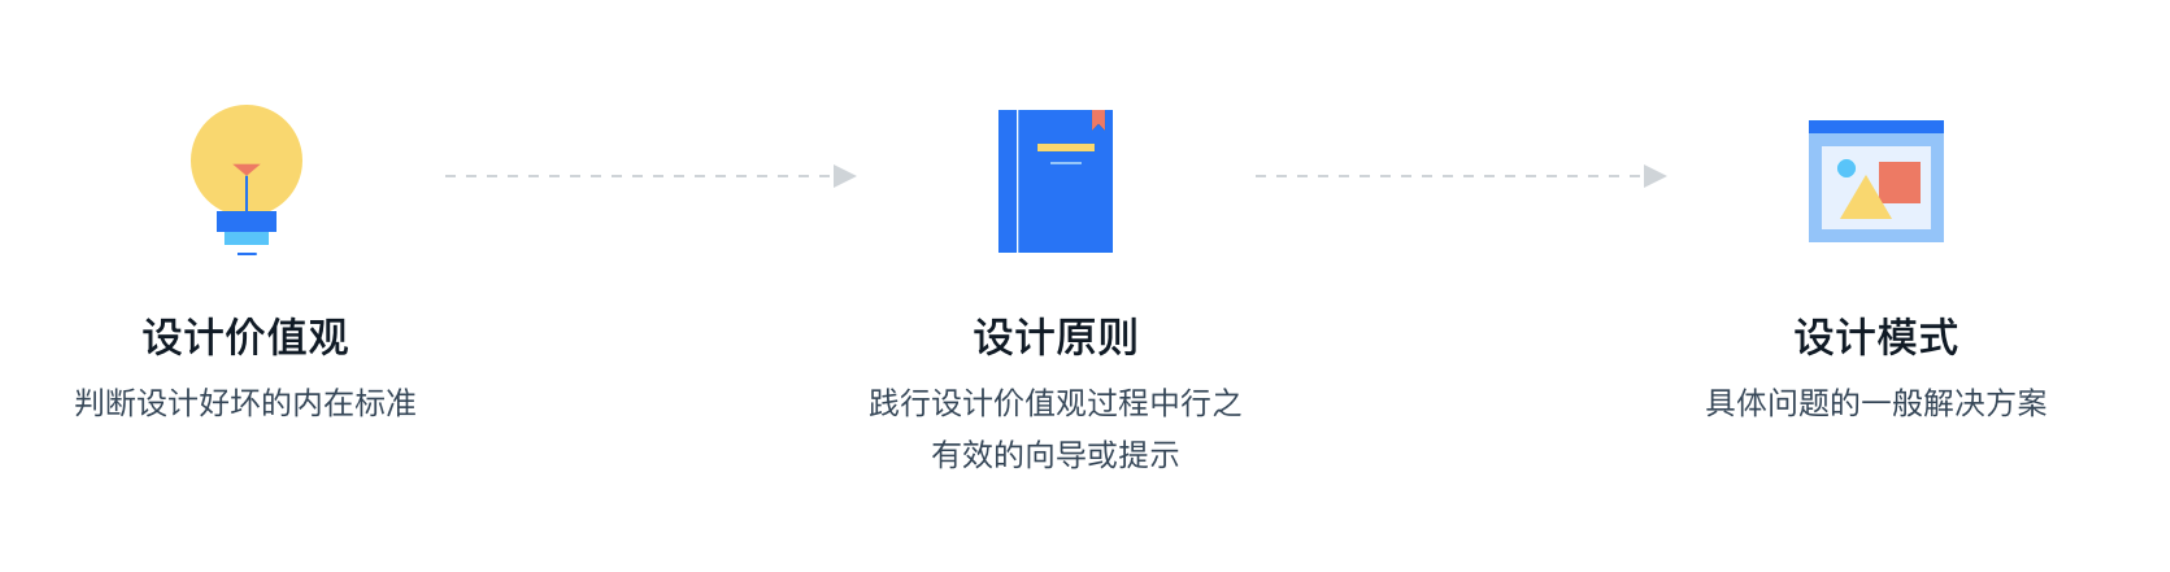 设计价值观
判断设计好坏的内在标准
设计原则
践行设计价值观过程中行之
有效的向导或提示
设计模式
具体问题的一般解决方案